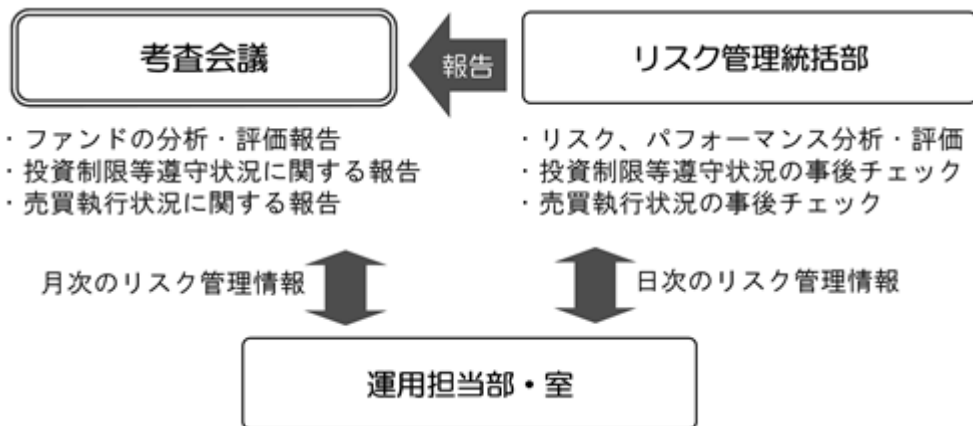 考査会議
報告
リスク管理統括部
・ファンドの分析・評価報告
・投資制限等遵守状況に関する報告
・売買執行状況に関する報告
・リスク、パフォーマンス分析・評価
・投資制限等遵守状況の事後チェック
・売買執行状況の事後チェック
月次のリスク管理情報
日次のリスク管理情報
運用担当部・室